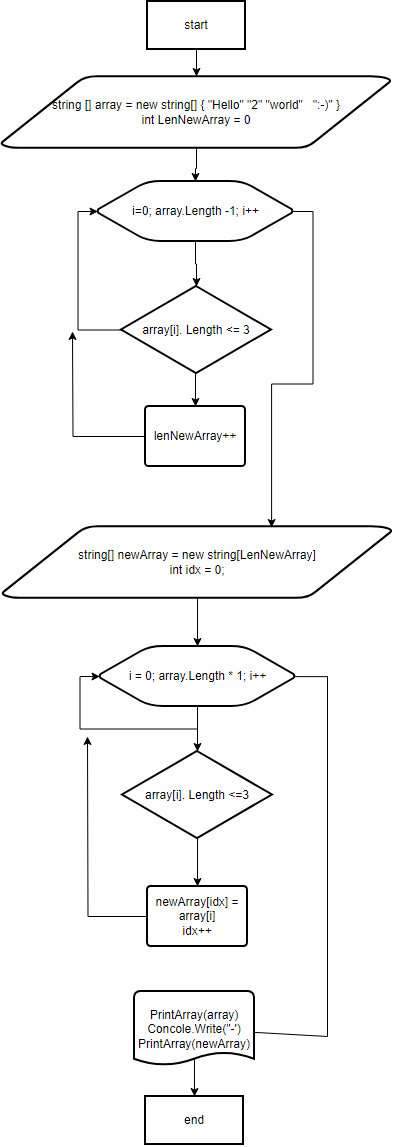 start
string [] array = new string[] { "Hello" "2" "world" ":-)" }
int LenNewArray = 0
i=0; array.Length -1; i++
array[i]. Length <= 3
lenNewArray++
string[] newArray = new string[LenNewArray]
int idx = 0;
i = 0; array.Length * 1; i++
array[i]. Length <=3
newArray[idx] =
array[i]
idx++
PrintArray(array)
Concole.Write("-')
PrintArray(newArray)
end